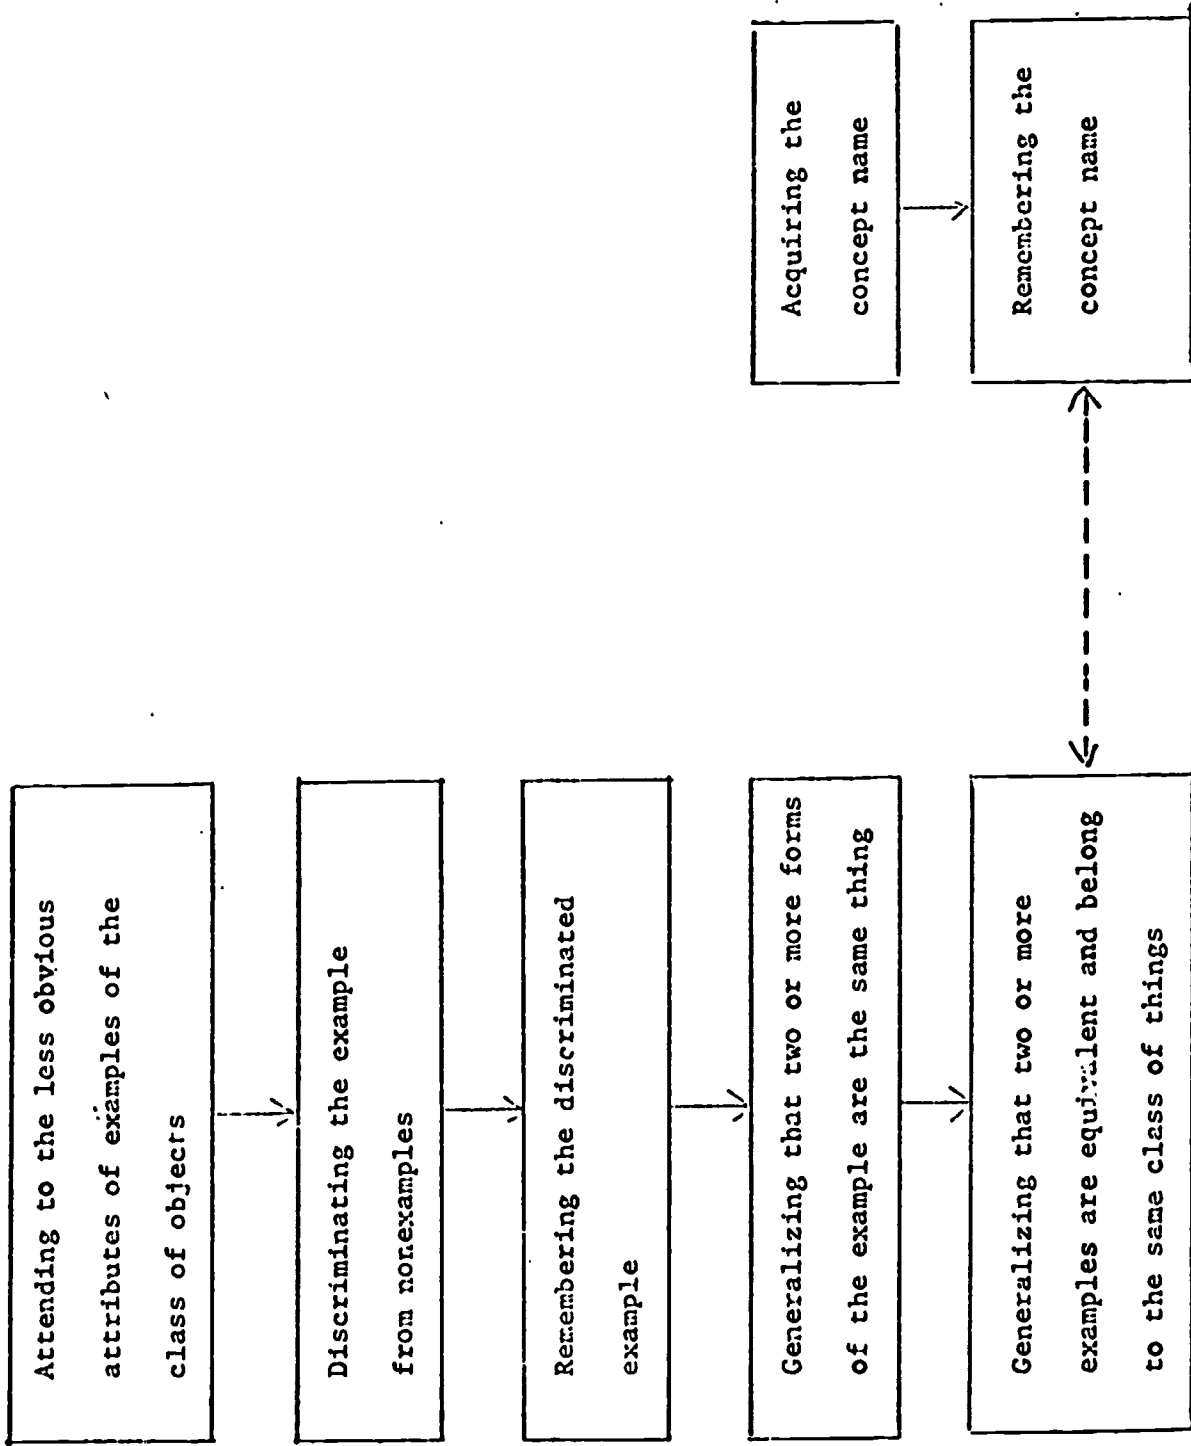 Attending to the less obvious
attributes of examples of the
class of objects
Discriminating the example
from nonexamples
Remembering the discriminated
example
Generalizing that two or more forms
of the example are the same thing
Generalizing that two or more
examples are equivalent and belong
to the same class of things
Acquiring the
concept name
Remembering the
concept name